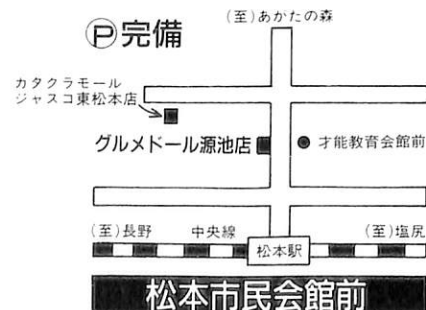 (至)あかたの森
Ⓟ完備
カタクラモール
ジャスコ東松本店
グルメドール源池店
才能教育会館前
(至)長野
中央線
(至)塩尻
松本駅
松本市民会館前